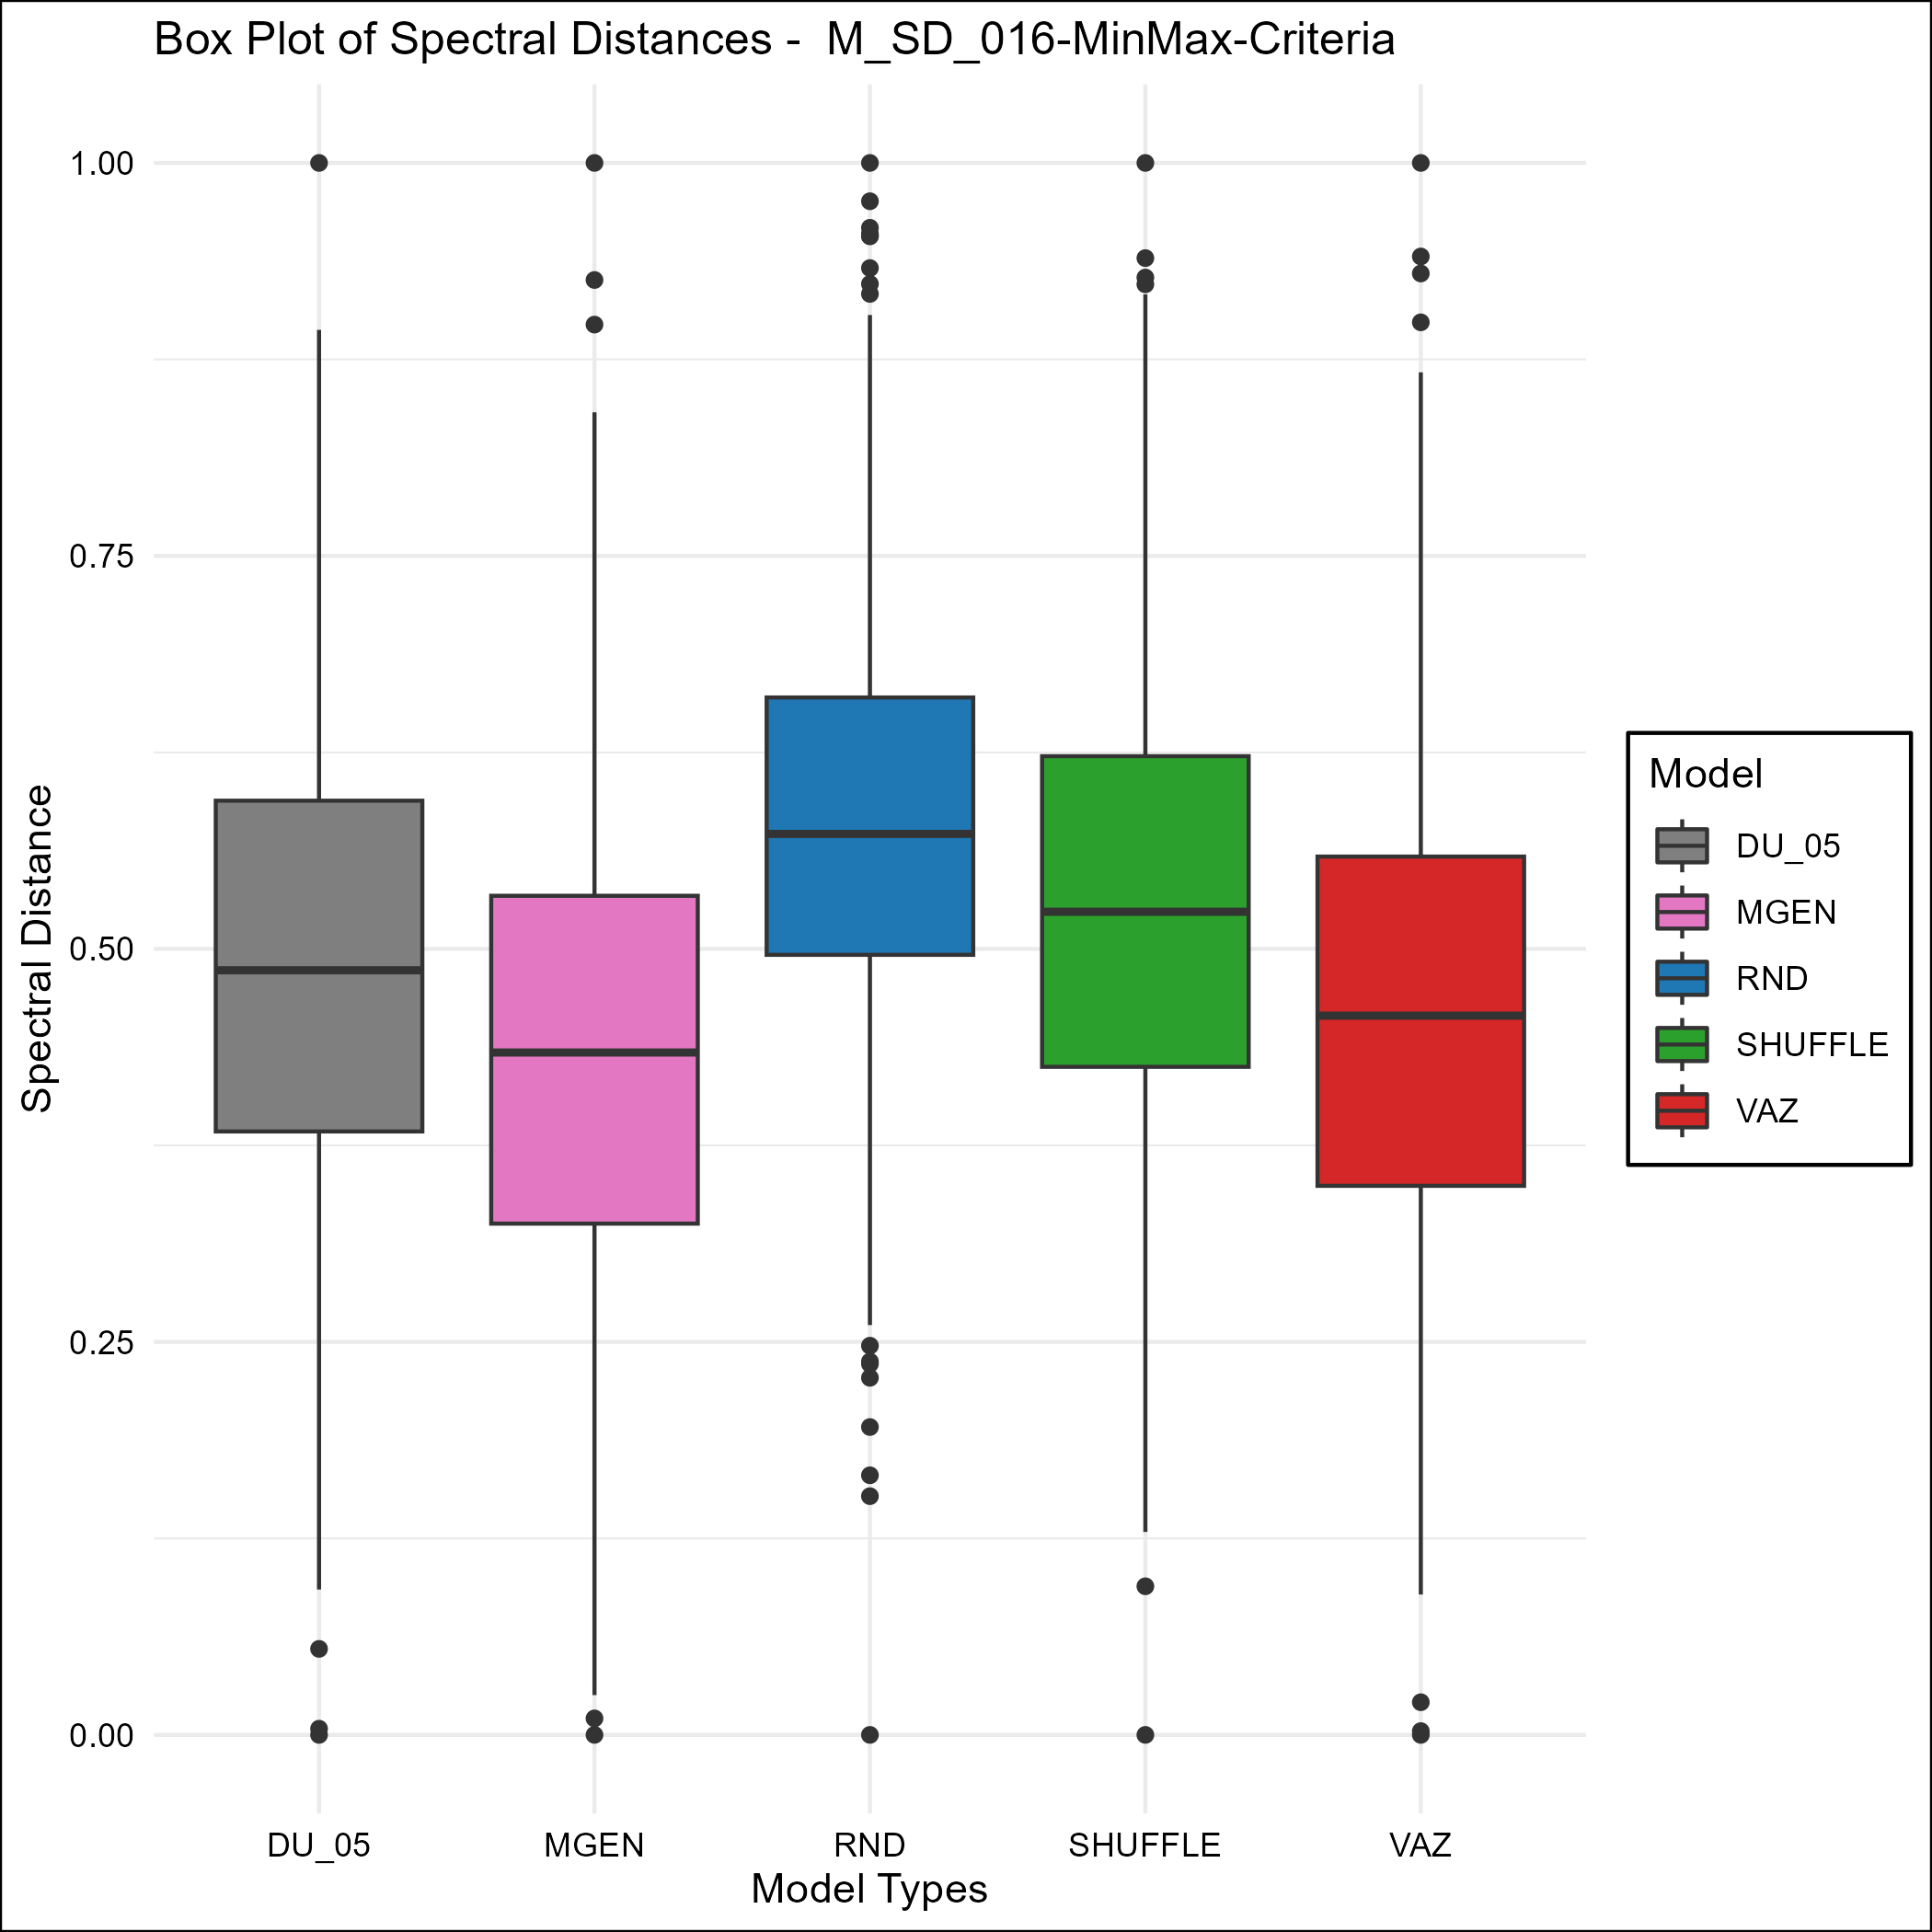 Box Plot of Spectral Distances -  M_SD_016-MinMax-Criteria
1.00
0.75
0.50
0.25
0.00
Spectral Distance
DU_05
MGEN
RND
SHUFFLE
VAZ
Model Types
Model
DU_05
MGEN
RND
SHUFFLE
VAZ